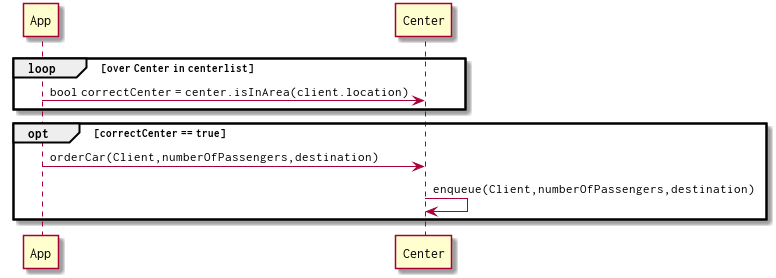 App Center
loop [over Center in centerlist]
bool correctCenter = center.isInArea(client.location)
opt [correctCenter == true]
orderCar(Client,numberOfPassengers,destination)
enqueue(Client,numberOfPassengers,destination)
App Center